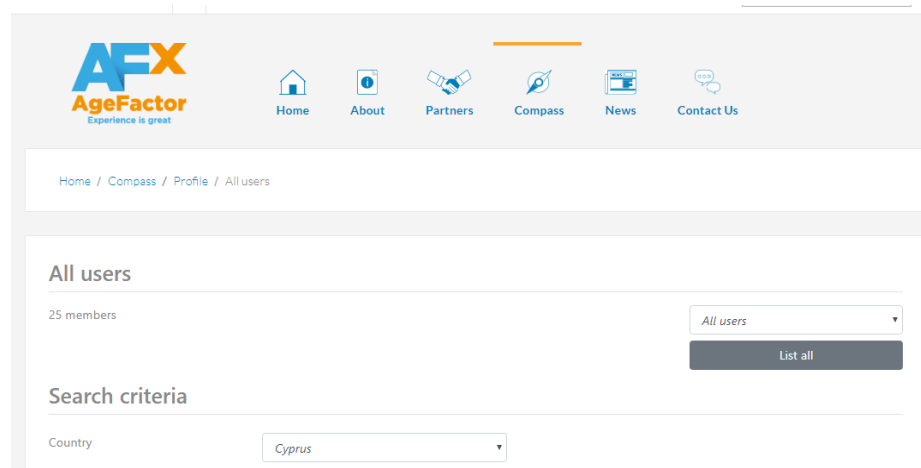 AFX
AgeFactor
Experience is great
Home
About
Partners
Compass
News
Contact Us
Home / Compass / Profile / All users
All users
25 members
All users
List all
Search criteria
Country
Cyprus